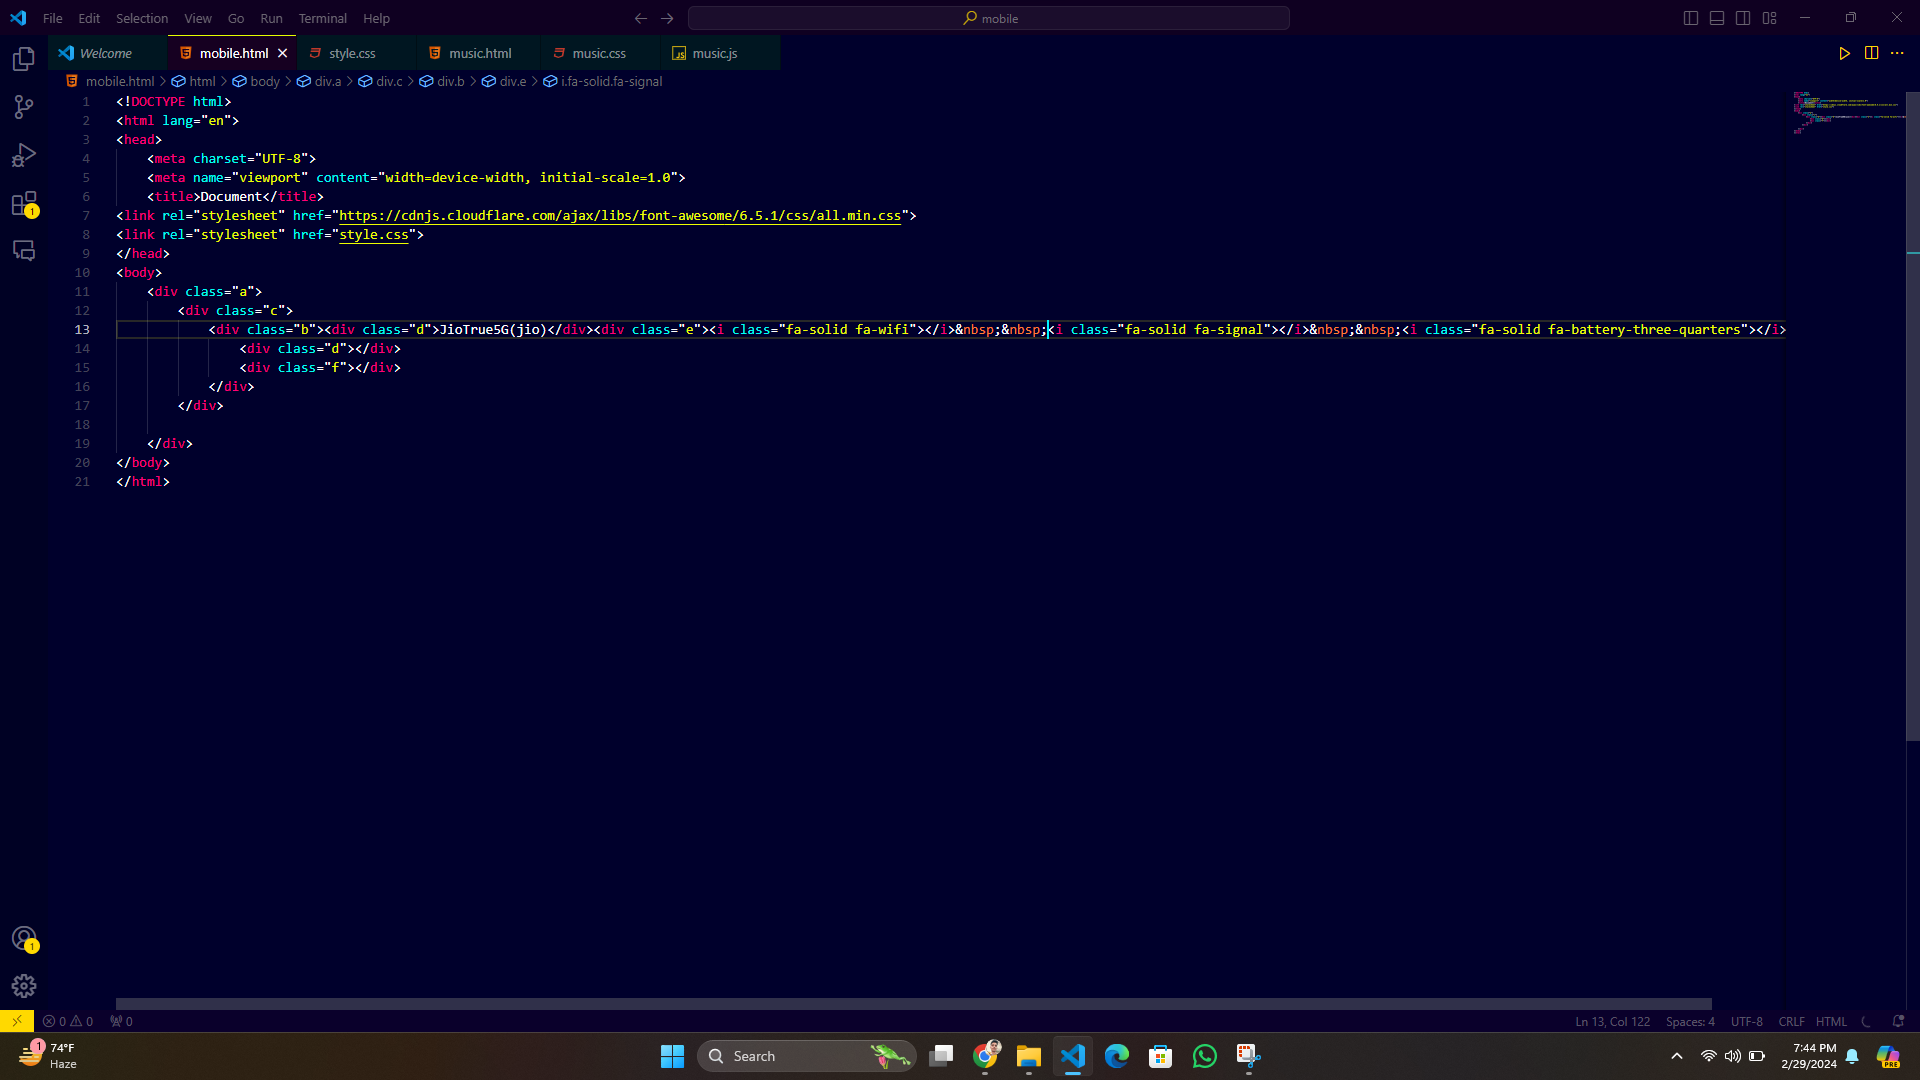 File Edit Selection View Go Run Terminal Help
mobile
Welcome mobile.html style.css music.html music.css music.js
mobile.html > html > body > div.a > div.c > div.b > div.e > i.fa-solid.fa-signal
1 <!DOCTYPE html>
2 <html lang="en">
3 <head>
4 <meta charset="UTF-8">
5 <meta name="viewport" content="width=device-width, initial-scale=1.0">
6 <title>Document</title>
7 <link rel="stylesheet" href="https://cdnjs.cloudflare.com/ajax/libs/font-awesome/6.5.1/css/all.min.css">
8 <link rel="stylesheet" href="style.css">
9 </head>
10 <body>
11 <div class="a">
12 <div class="c">
13 <div class="b"><div class="d">JioTrue5G(jio)</div><div class="e"><i class="fa-solid fa-wifi"></i>&nbsp;&nbsp;<i class="fa-solid fa-signal"></i>&nbsp;&nbsp;<i class="fa-solid fa-battery-three-quarters"></i>
14 <div class="d"></div>
15 <div class="f"></div>
16 </div>
17 </div>
18
19 </div>
20 </body>
21 </html>
1
1
0 0 0
Ln 13, Col 122 Spaces: 4 UTF-8 CRLF HTML
1
74°F
Haze
Search
7:44 PM
2/29/2024
PRE